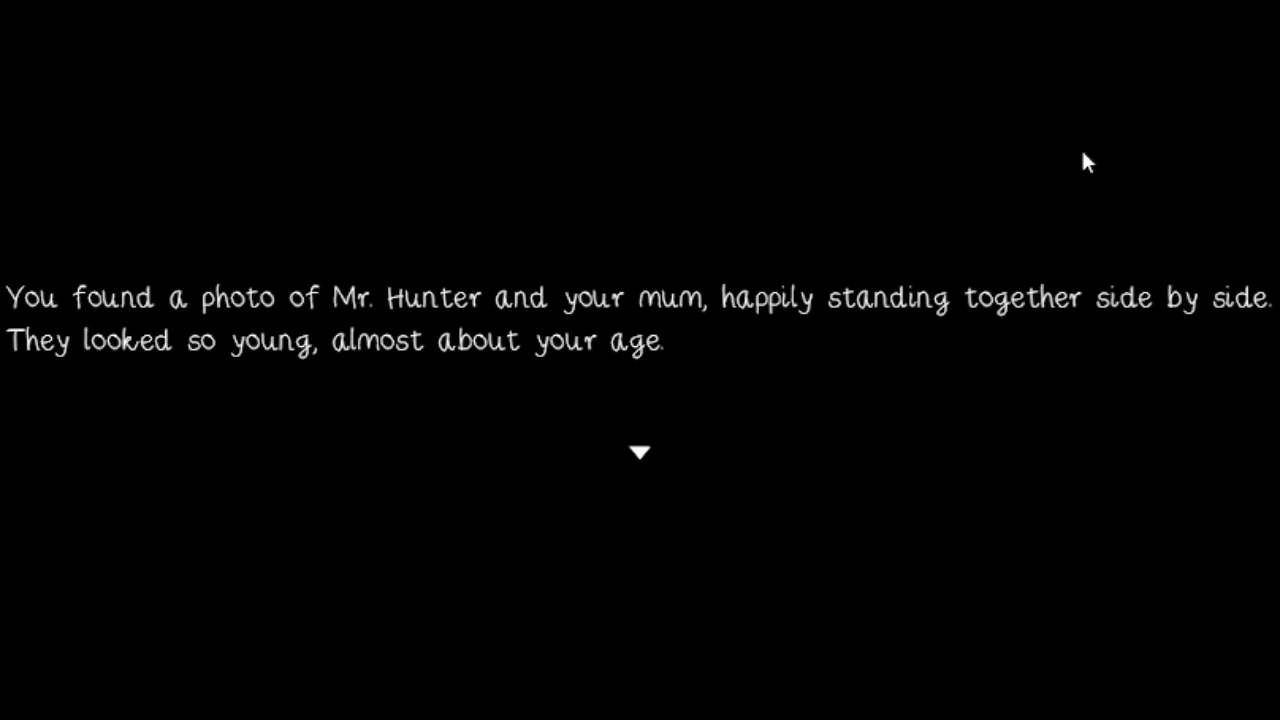 You found a photo of Mr. Hunter and your mum, happily standing together side by side.
They looked so young, almost about your age.